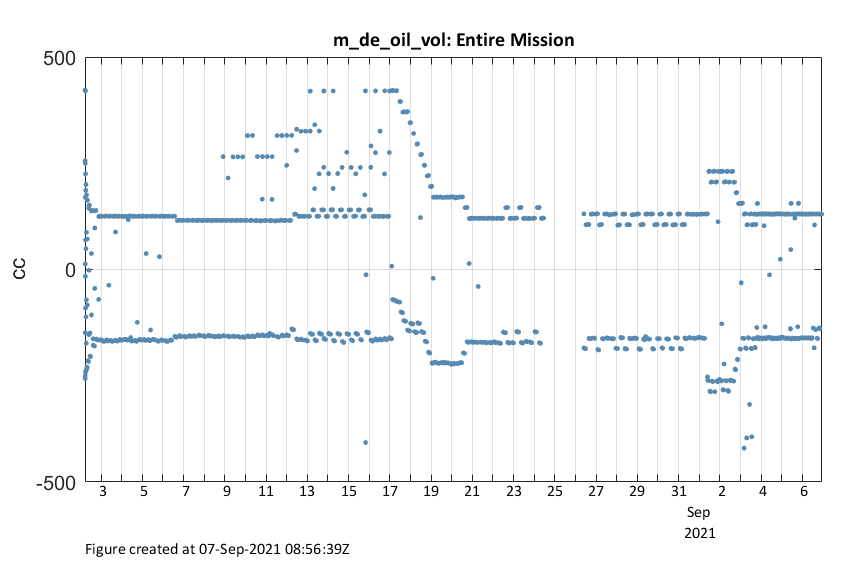 m_de_oil_vol: Entire Mission
500
0
-500
CC
3 5 7 9 11 13 15 17 19 21 23 25 27 29 31 2 4 6
Sep
2021
Figure created at 07-Sep-2021 08:56:39Z